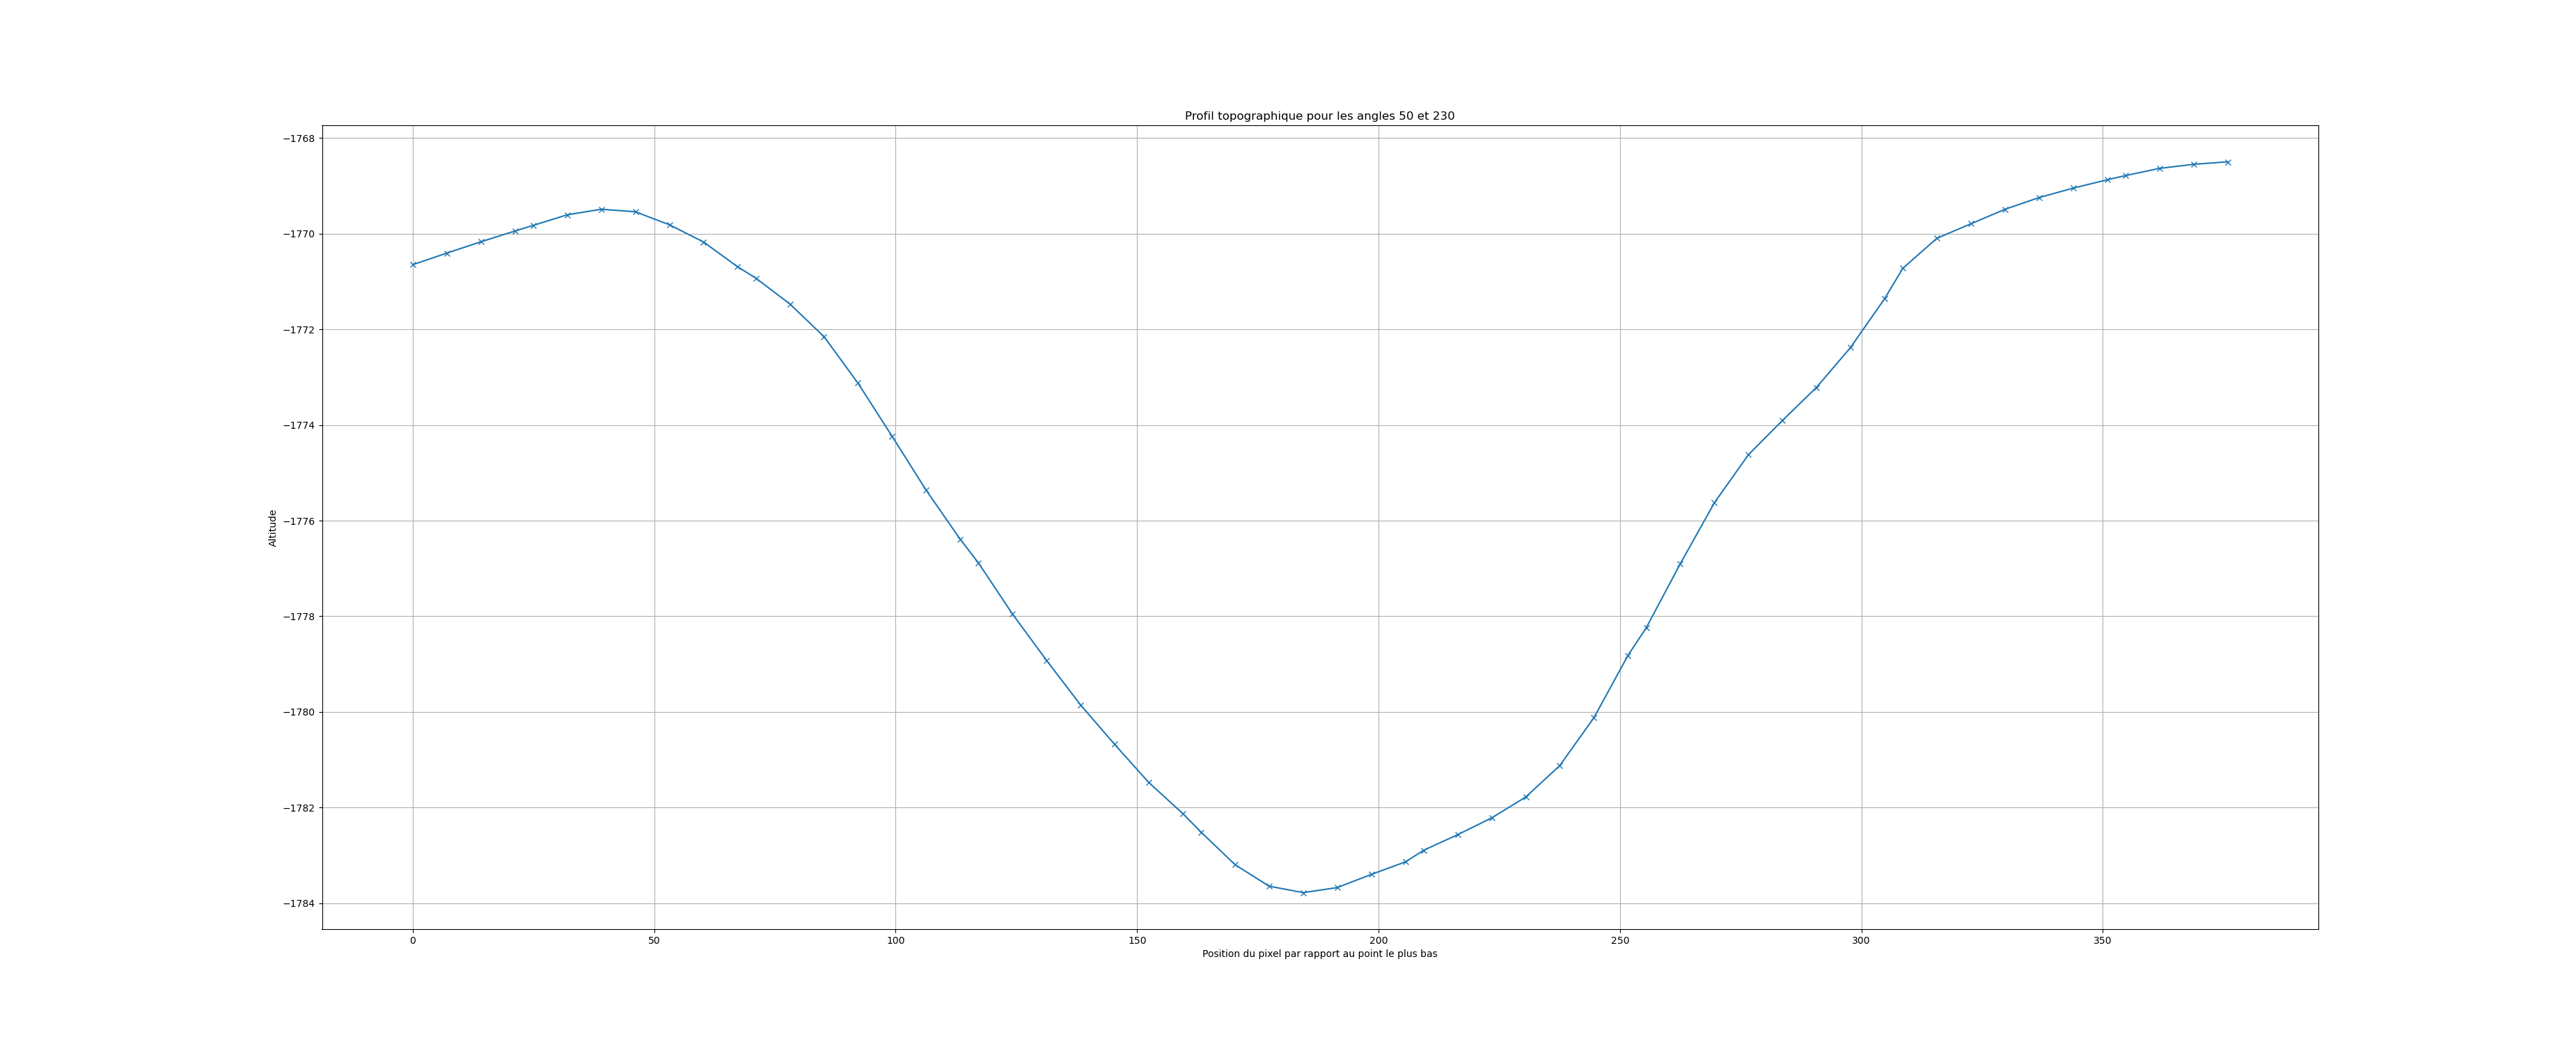 Profil topographique pour les angles 50 et 230
−1768
−1770
−1772
−1774
−1776
−1778
−1780
−1782
−1784
Altitude
0 50 100 150 200 250 300 350
Position du pixel par rapport au point le plus bas